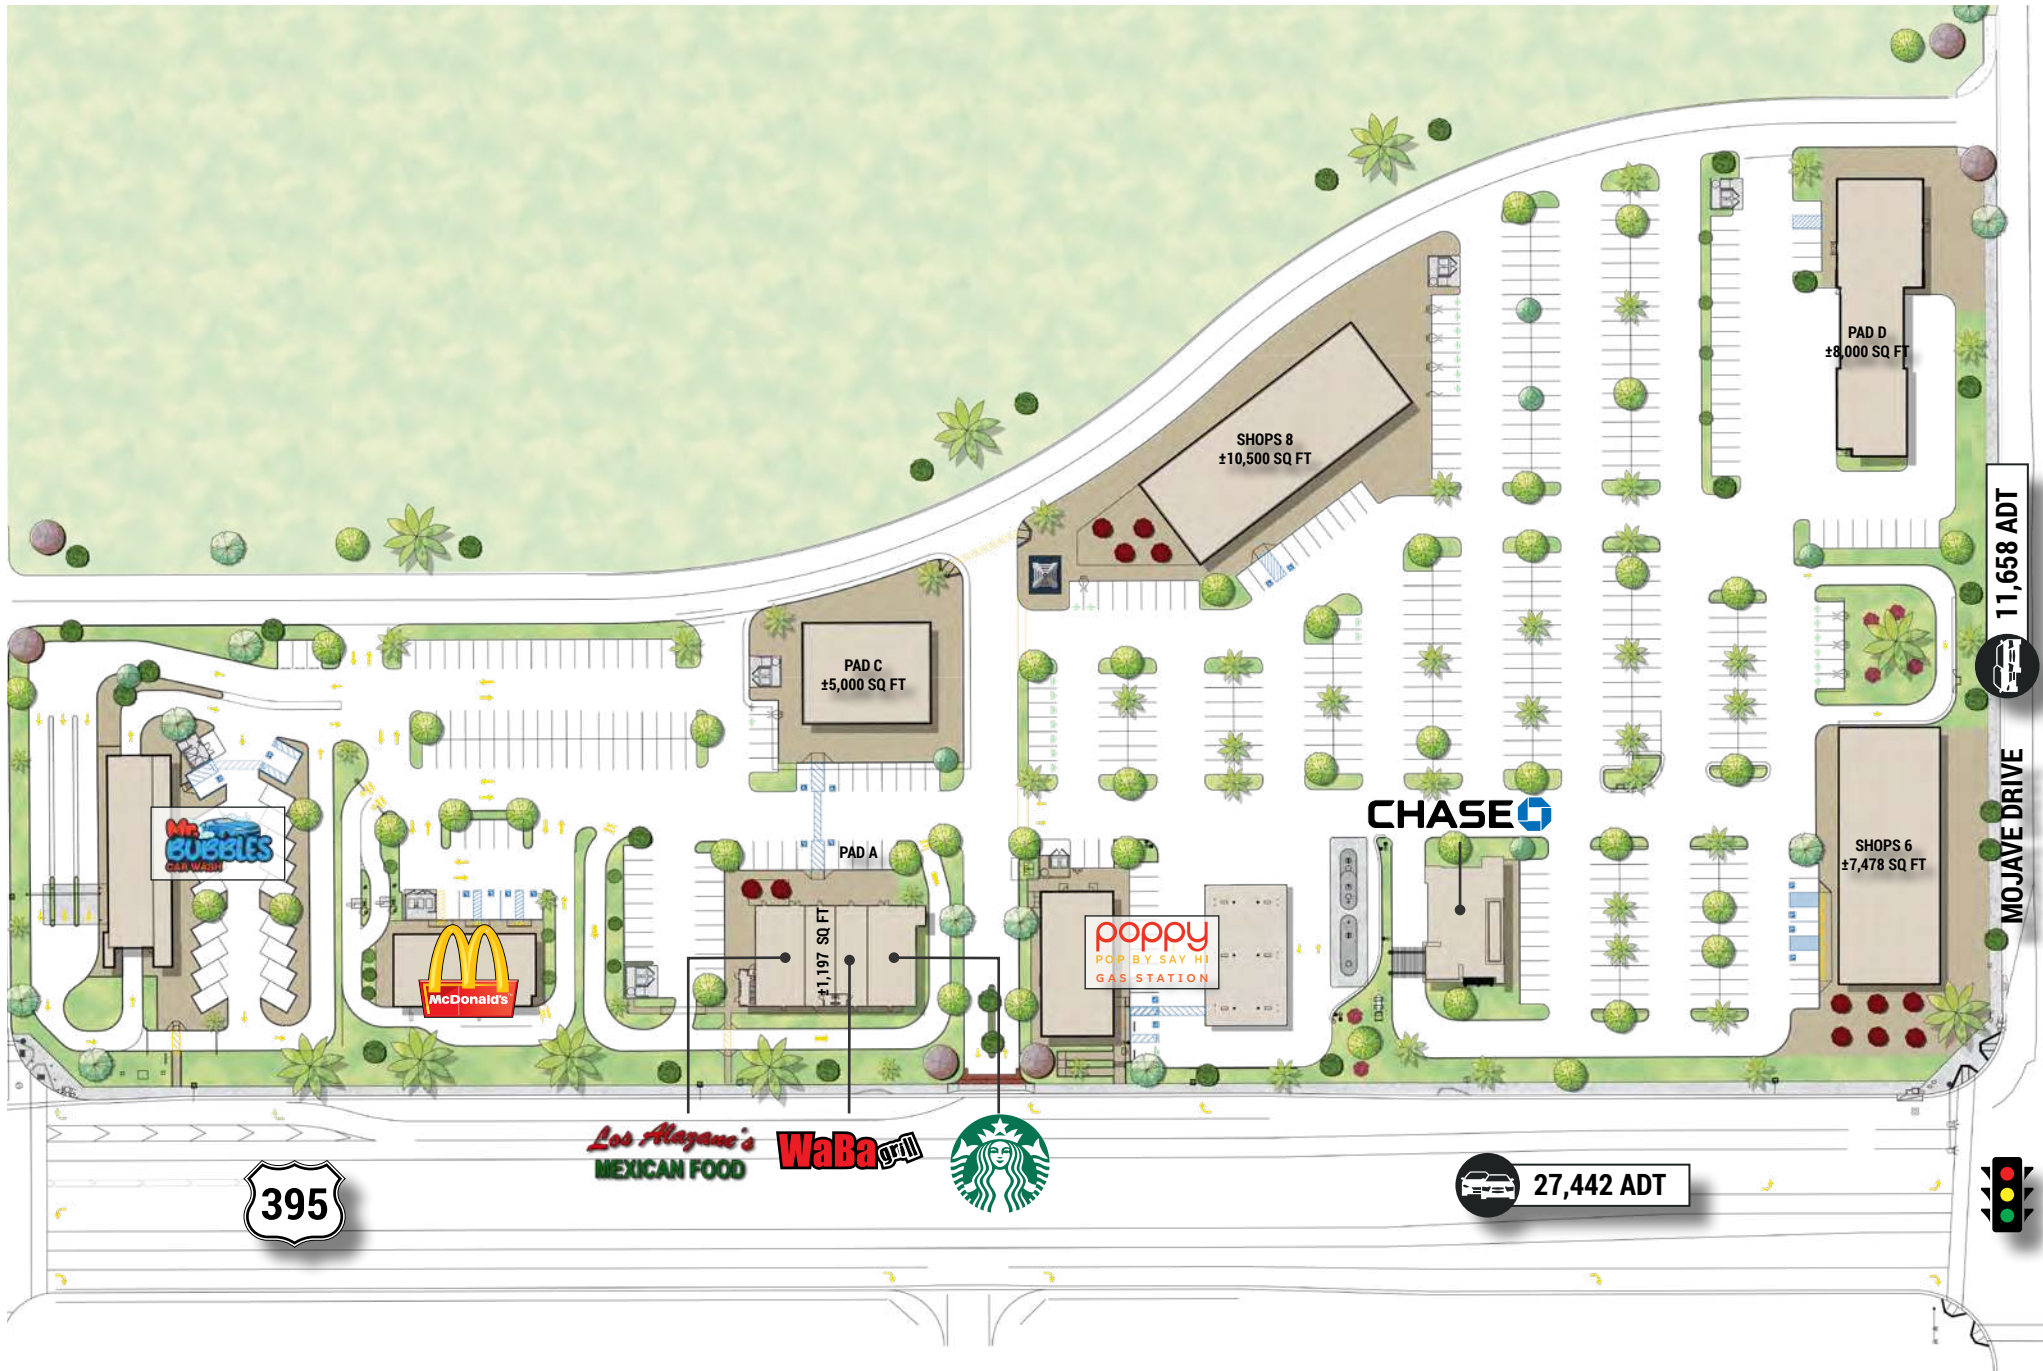 SHOPS 8
±10,500 SQ FT
PAD D
±8,000 SQ FT
11,658 ADT
MOJAVE DRIVE
PAD C
±5,000 SQ FT
Mr.
BUBBLES
CAR WASH
McDonald's
PAD A
±1,197 SQ FT
poppy
POP BY SAY HI
GAS STATION
CHASE
SHOPS 6
±7,478 SQ FT
Los Alazane's
MEXICAN FOOD
WaBa grill
395
27,442 ADT